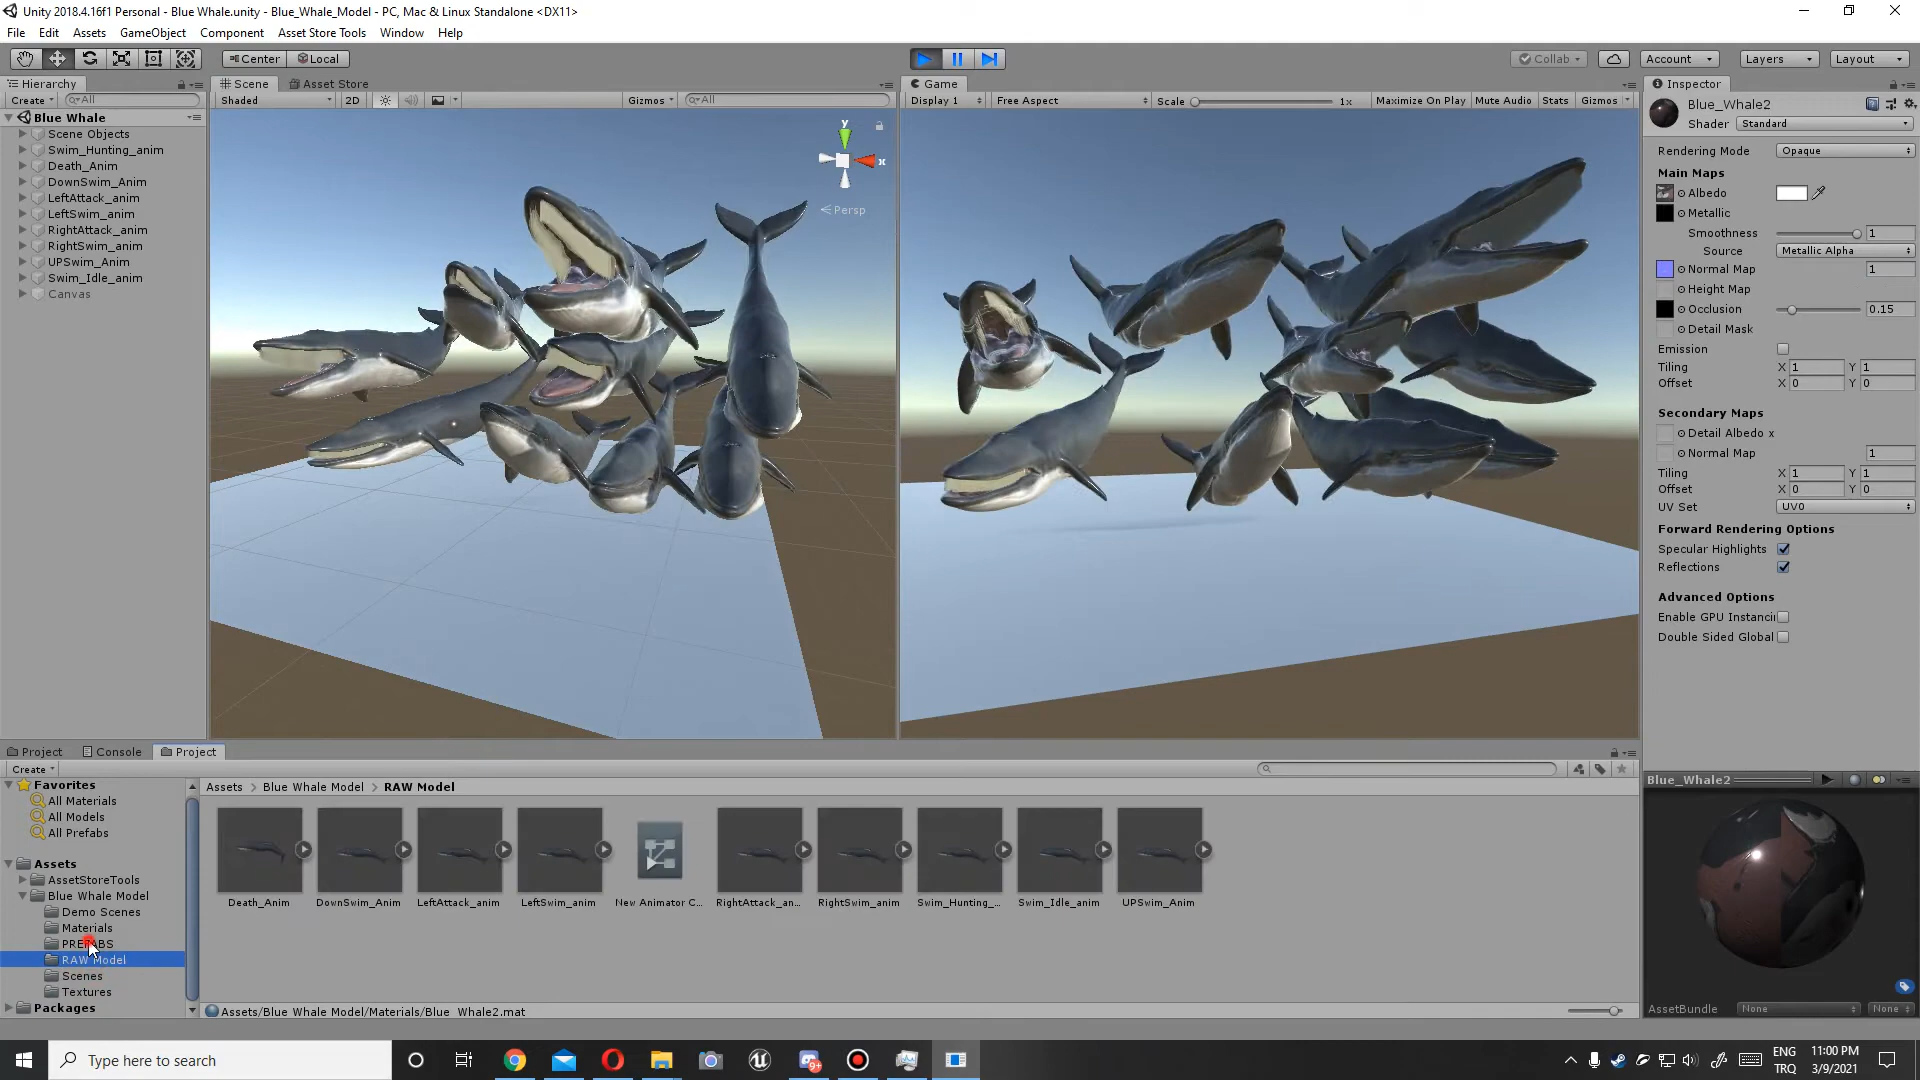 Unity 2018.4.16f1 Personal - Blue Whale.unity - Blue_Whale_Model - PC, Mac & Linux Standalone <DX11>
File Edit Assets GameObject Component Asset Store Tools Window Help
Center Local
Collab Account Layers Layout
Hierarchy
Create All
Blue Whale
Scene Objects
Swim_Hunting_anim
Death_Anim
DownSwim_Anim
LeftAttack_anim
LeftSwim_anim
RightAttack_anim
RightSwim_anim
UPSwim_Anim
Swim_Idle_anim
Canvas
Scene Asset Store
Shaded 2D Gizmos All
y
x
Persp
Game
Display 1 Free Aspect Scale 1x Maximize On Play Mute Audio Stats Gizmos
Inspector
Blue_Whale2
Shader Standard
Rendering Mode Opaque
Main Maps
Albedo
Metallic
Smoothness 1
Source Metallic Alpha
Normal Map 1
Height Map
Occlusion 0.15
Detail Mask
Emission
Tiling X 1 Y 1
Offset X 0 Y 0
Secondary Maps
Detail Albedo x
Normal Map 1
Tiling X 1 Y 1
Offset X 0 Y 0
UV Set UV0
Forward Rendering Options
Specular Highlights
Reflections
Advanced Options
Enable GPU Instanci
Double Sided Global
Project Console Project
Create
Favorites
All Materials
All Models
All Prefabs
Assets
AssetStoreTools
Blue Whale Model
Demo Scenes
Materials
PREFABS
RAW Model
Scenes
Textures
Packages
Assets > Blue Whale Model > RAW Model
Death_Anim DownSwim_Anim LeftAttack_anim LeftSwim_anim New Animator C... RightAttack_an... RightSwim_anim Swim_Hunting_... Swim_Idle_anim UPSwim_Anim
Assets/Blue Whale Model/Materials/Blue_Whale2.mat
Blue_Whale2
AssetBundle None None
Type here to search
9+
ENG
TRQ
11:00 PM
3/9/2021